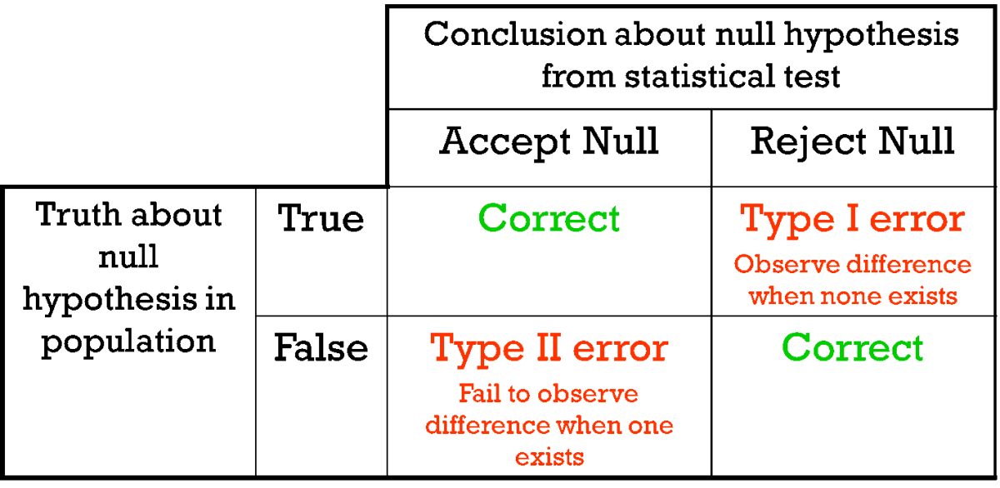 Conclusion about null hypothesis
from statistical test
Accept Null
Reject Null
Truth about
null
hypothesis in
population
True
Correct
Type I error
Observe difference
when none exists
False
Type II error
Fail to observe
difference when one
exists
Correct